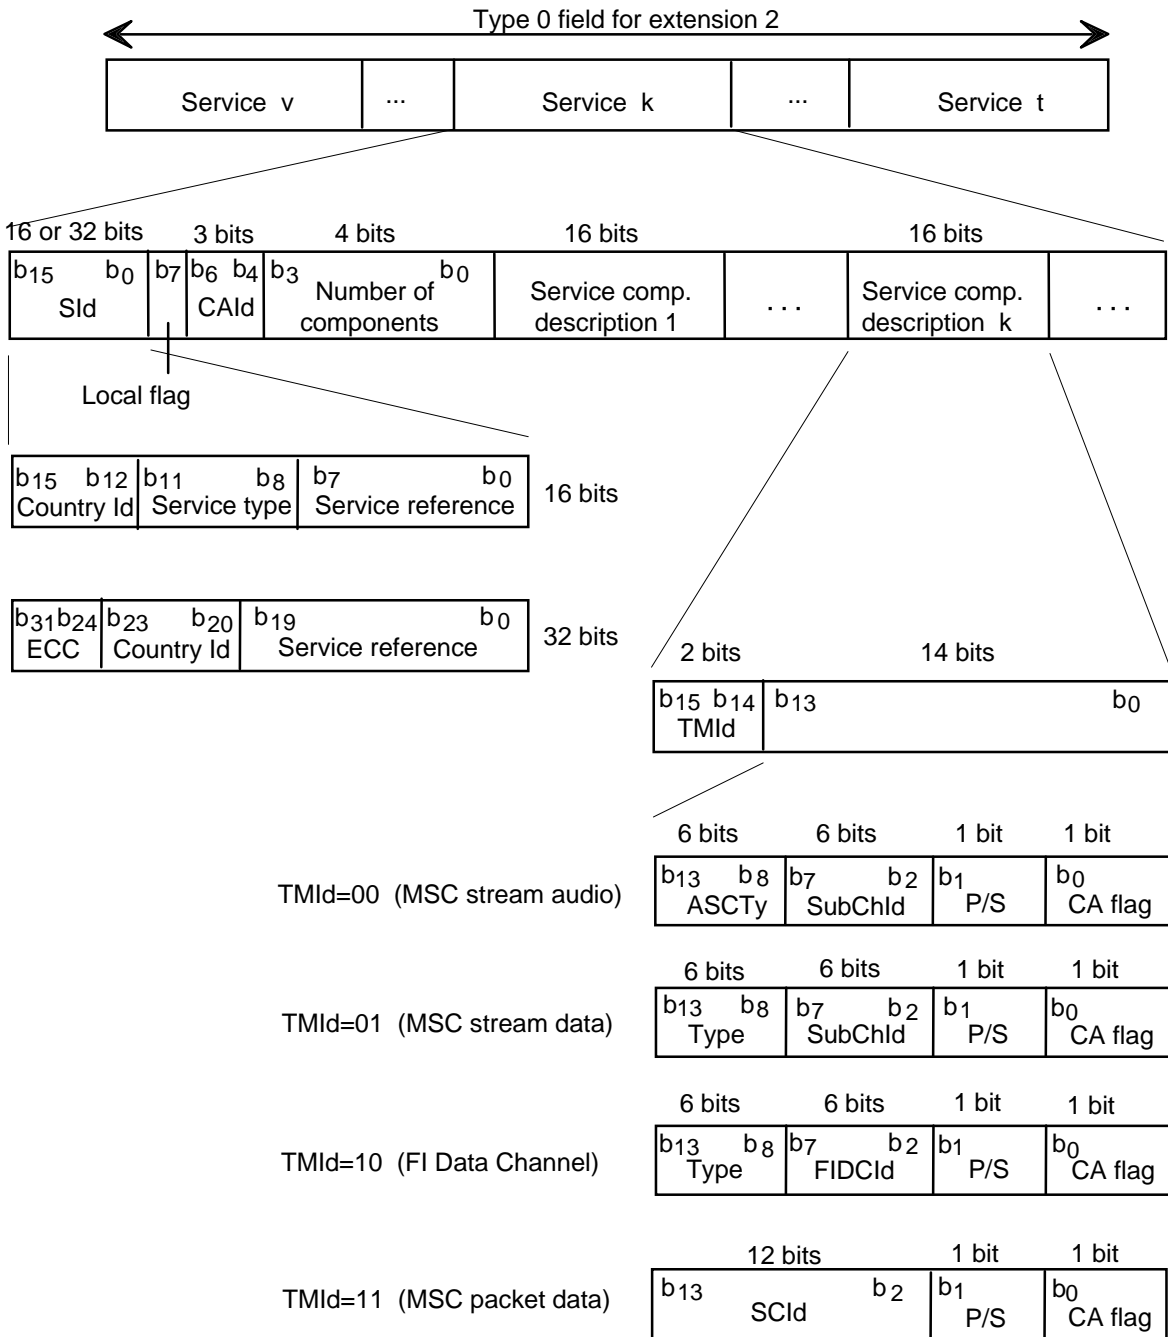 Type 0 field for extension 2
Service v ... Service k ... Service t
16 or 32 bits 3 bits 4 bits 16 bits 16 bits
b15 b0 b7 b6 b4 b3 b0
SId CAId Number of components Service comp. description 1 . . . Service comp. description k . . .
Local flag
b15 b12 b11 b8 b7 b0
Country Id Service type Service reference 16 bits
b31 b24 b23 b20 b19 b0
ECC Country Id Service reference 32 bits
2 bits 14 bits
b15 b14 b13 b0
TMId
6 bits 6 bits 1 bit 1 bit
b13 b8 b7 b2 b1 b0
TMId=00 (MSC stream audio) ASCTy SubChId P/S CA flag
6 bits 6 bits 1 bit 1 bit
b13 b8 b7 b2 b1 b0
TMId=01 (MSC stream data) Type SubChId P/S CA flag
6 bits 6 bits 1 bit 1 bit
b13 b8 b7 b2 b1 b0
TMId=10 (FI Data Channel) Type FIDCId P/S CA flag
12 bits 1 bit 1 bit
b13 b2 b1 b0
TMId=11 (MSC packet data) SCId P/S CA flag